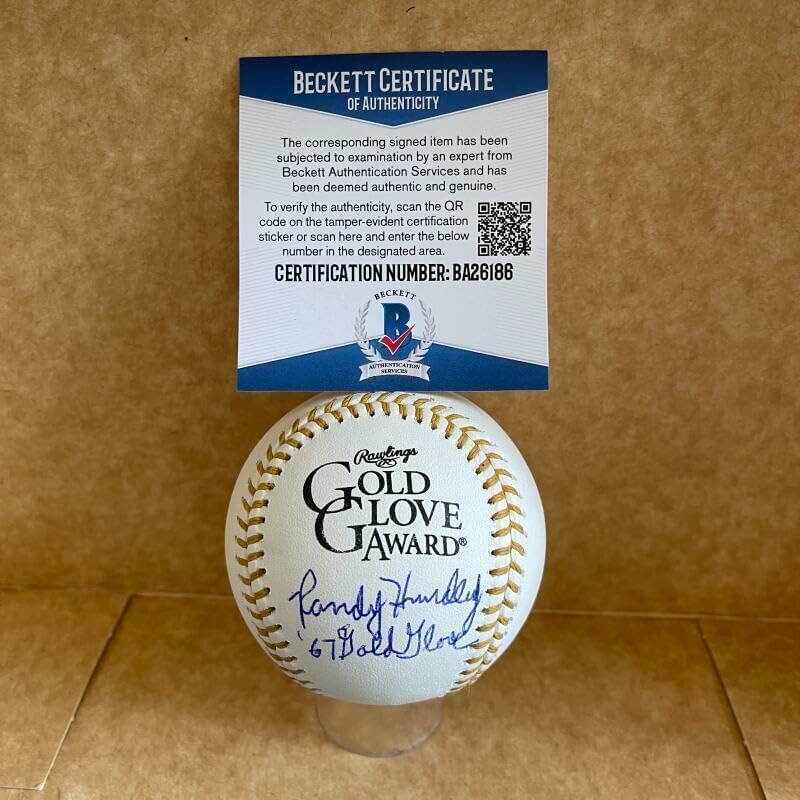 BECKETT CERTIFICATE
OF AUTHENTICITY
The corresponding signed item has been
subjected to examination by an expert from
Beckett Authentication Services and has
been deemed authentic and genuine.
To verify the authenticity, scan the QR
code on the tamper-evident certification
sticker or scan here and enter the below
number in the designated area.
CERTIFICATION NUMBER: BA26186
BECKETT
B
AUTHENTICATION
SERVICES
Rawlings
GOLD
GLOVE
AWARD®
Randy Hundley
'67 Gold Glove